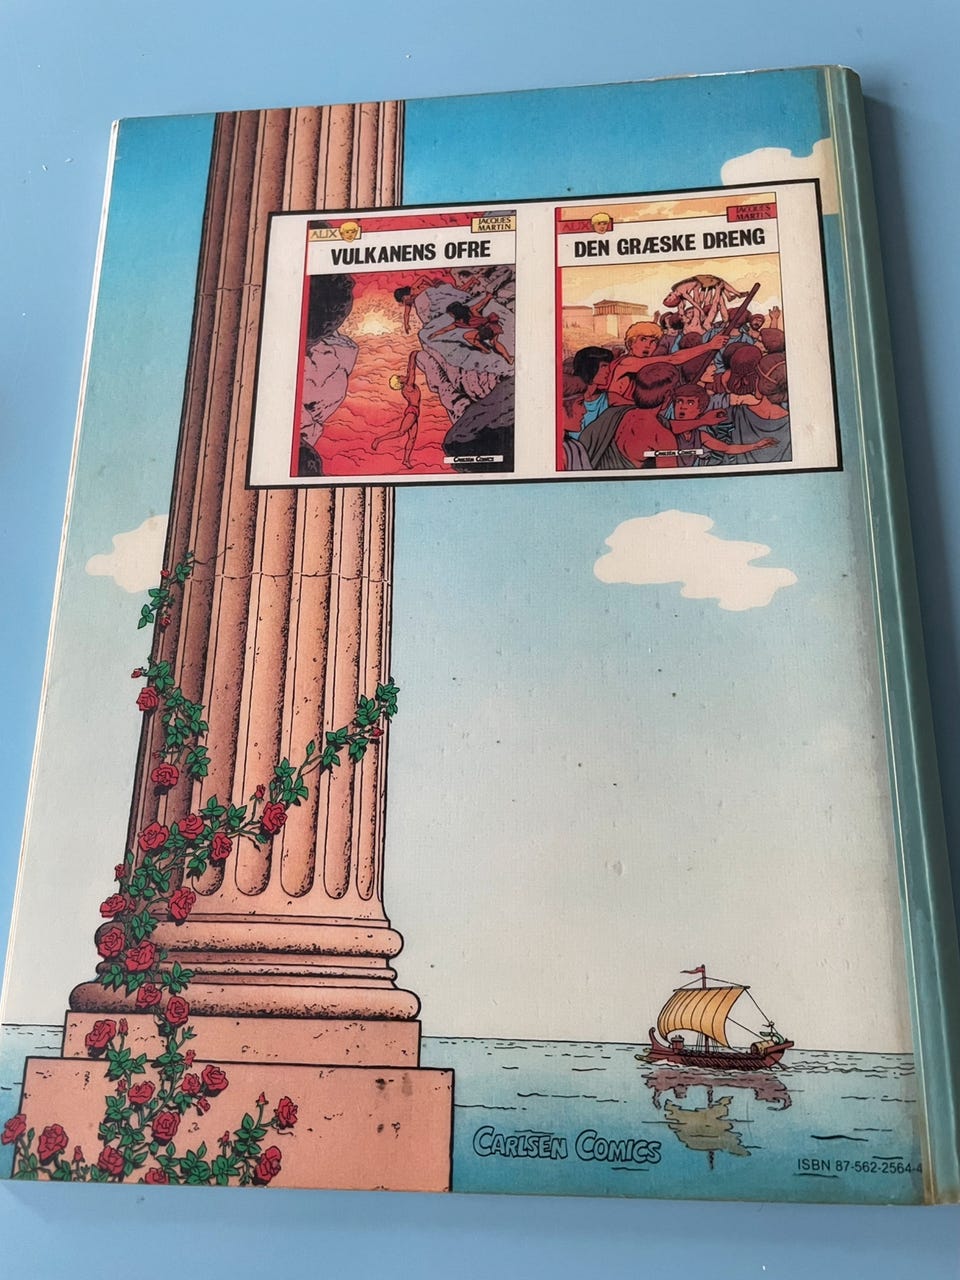 ALIX
JACQUES
MARTIN
VULKANENS OFRE
CARLSEN COMICS
ALIX
JACQUES
MARTIN
DEN GRÆSKE DRENG
CARLSEN COMICS
CARLSEN COMICS
ISBN 87-562-2564-4